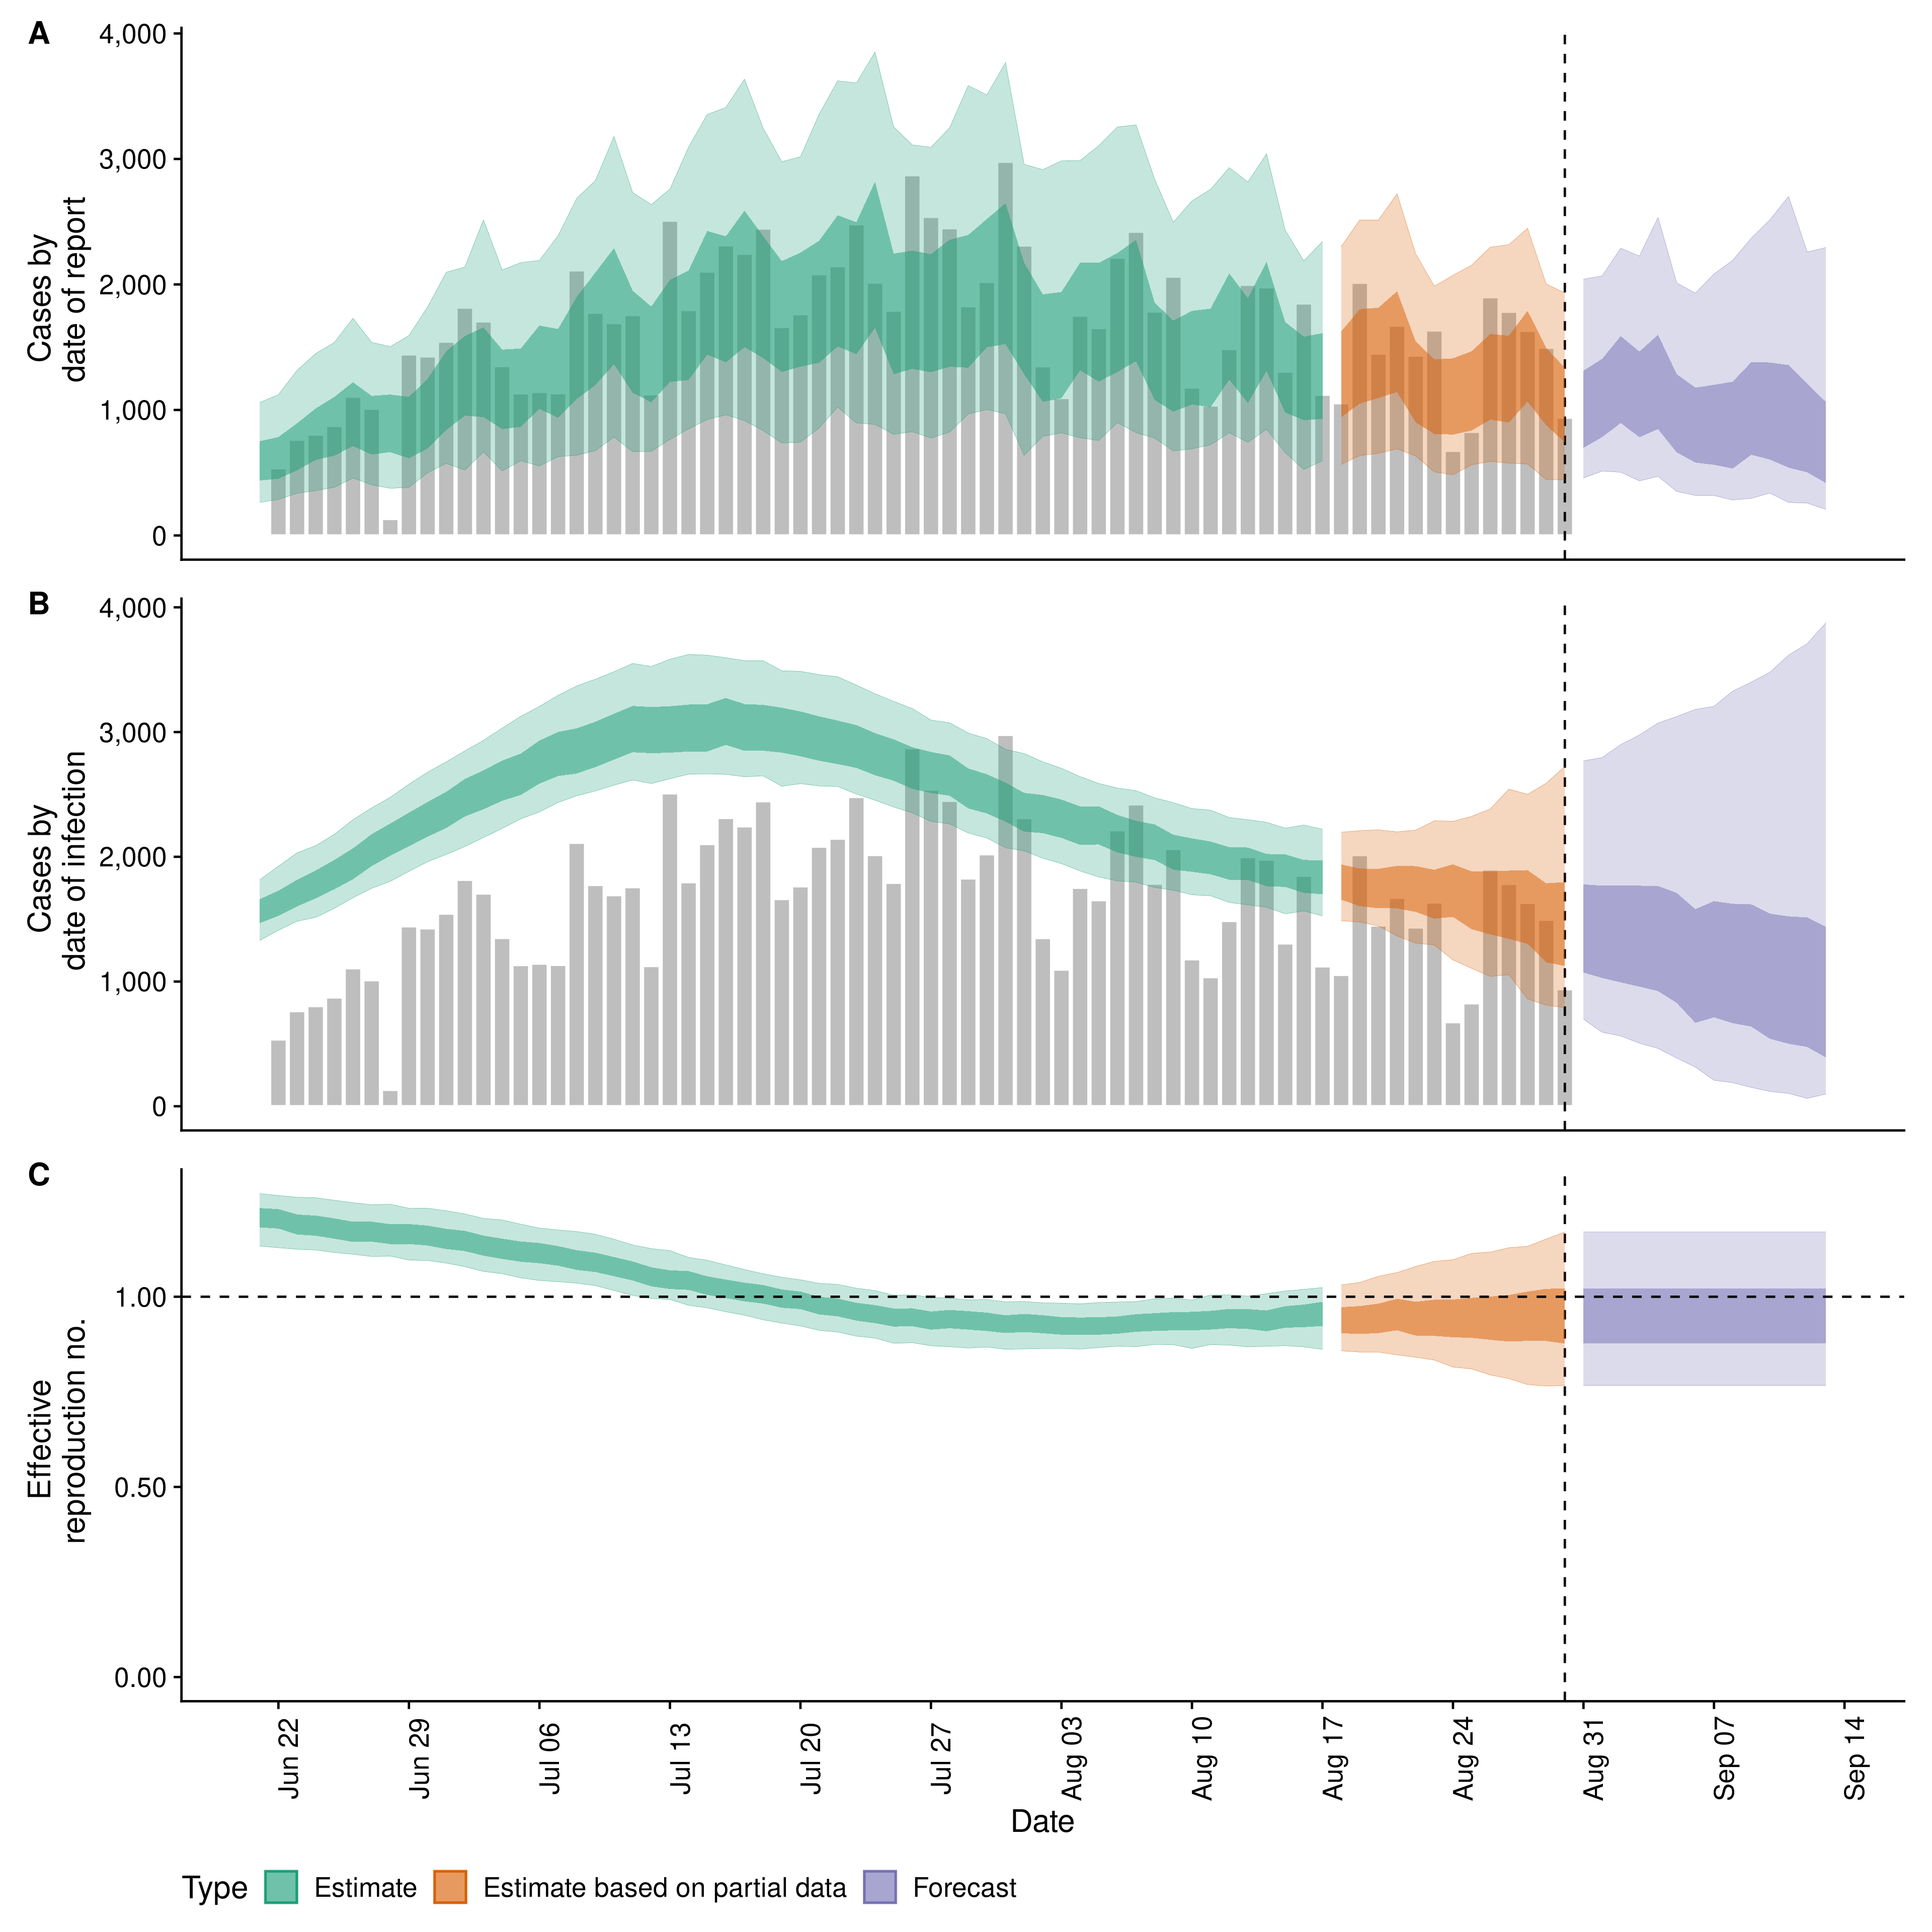 A
4,000
3,000
2,000
1,000
0
Cases by
date of report
B
4,000
3,000
2,000
1,000
0
Cases by
date of infection
C
1.00
0.50
0.00
Effective
reproduction no.
Jun 22
Jun 29
Jul 06
Jul 13
Jul 20
Jul 27
Aug 03
Aug 10
Aug 17
Aug 24
Aug 31
Sep 07
Sep 14
Date
Type Estimate Estimate based on partial data Forecast